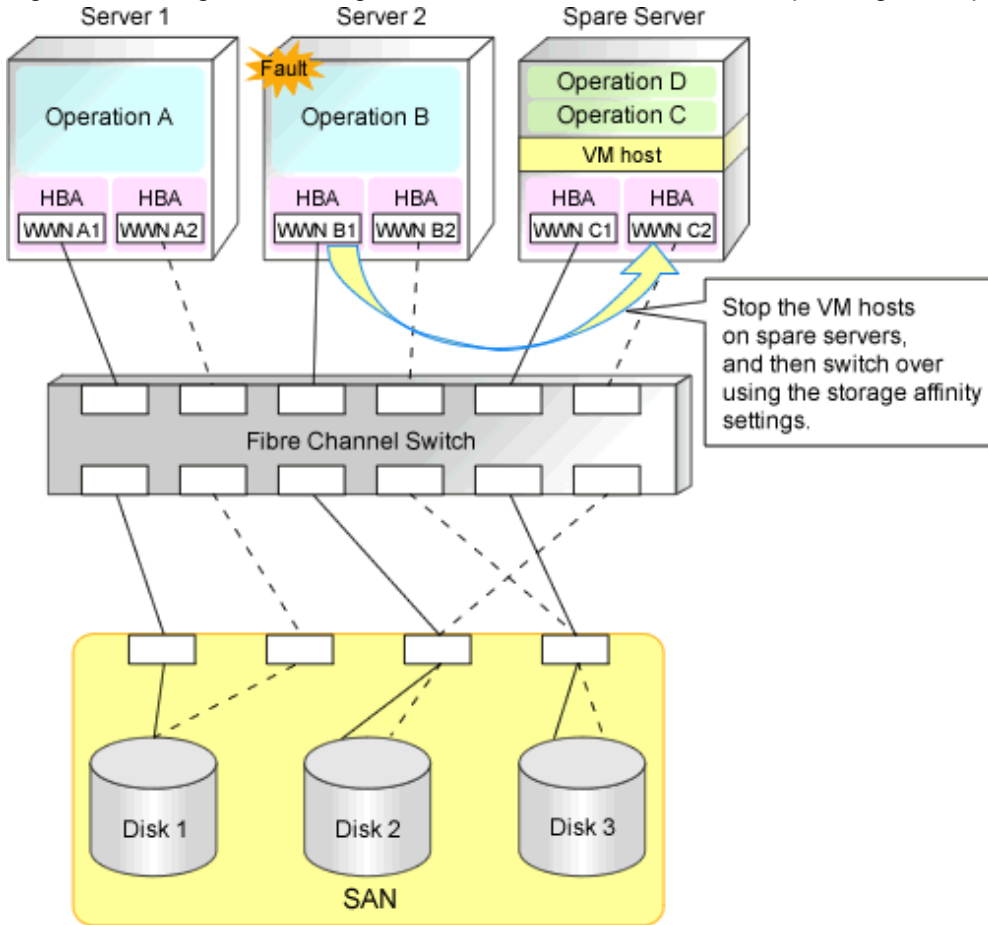 Server 1
Server 2
Spare Server
Fault
Operation A
Operation B
Operation D
Operation C
VM host
HBA
HBA
HBA
HBA
HBA
HBA
WWN A1
WWN A2
WWN B1
WWN B2
WWN C1
WWN C2
Stop the VM hosts
on spare servers,
and then switch over
using the storage affinity
settings.
Fibre Channel Switch
Disk 1
Disk 2
Disk 3
SAN